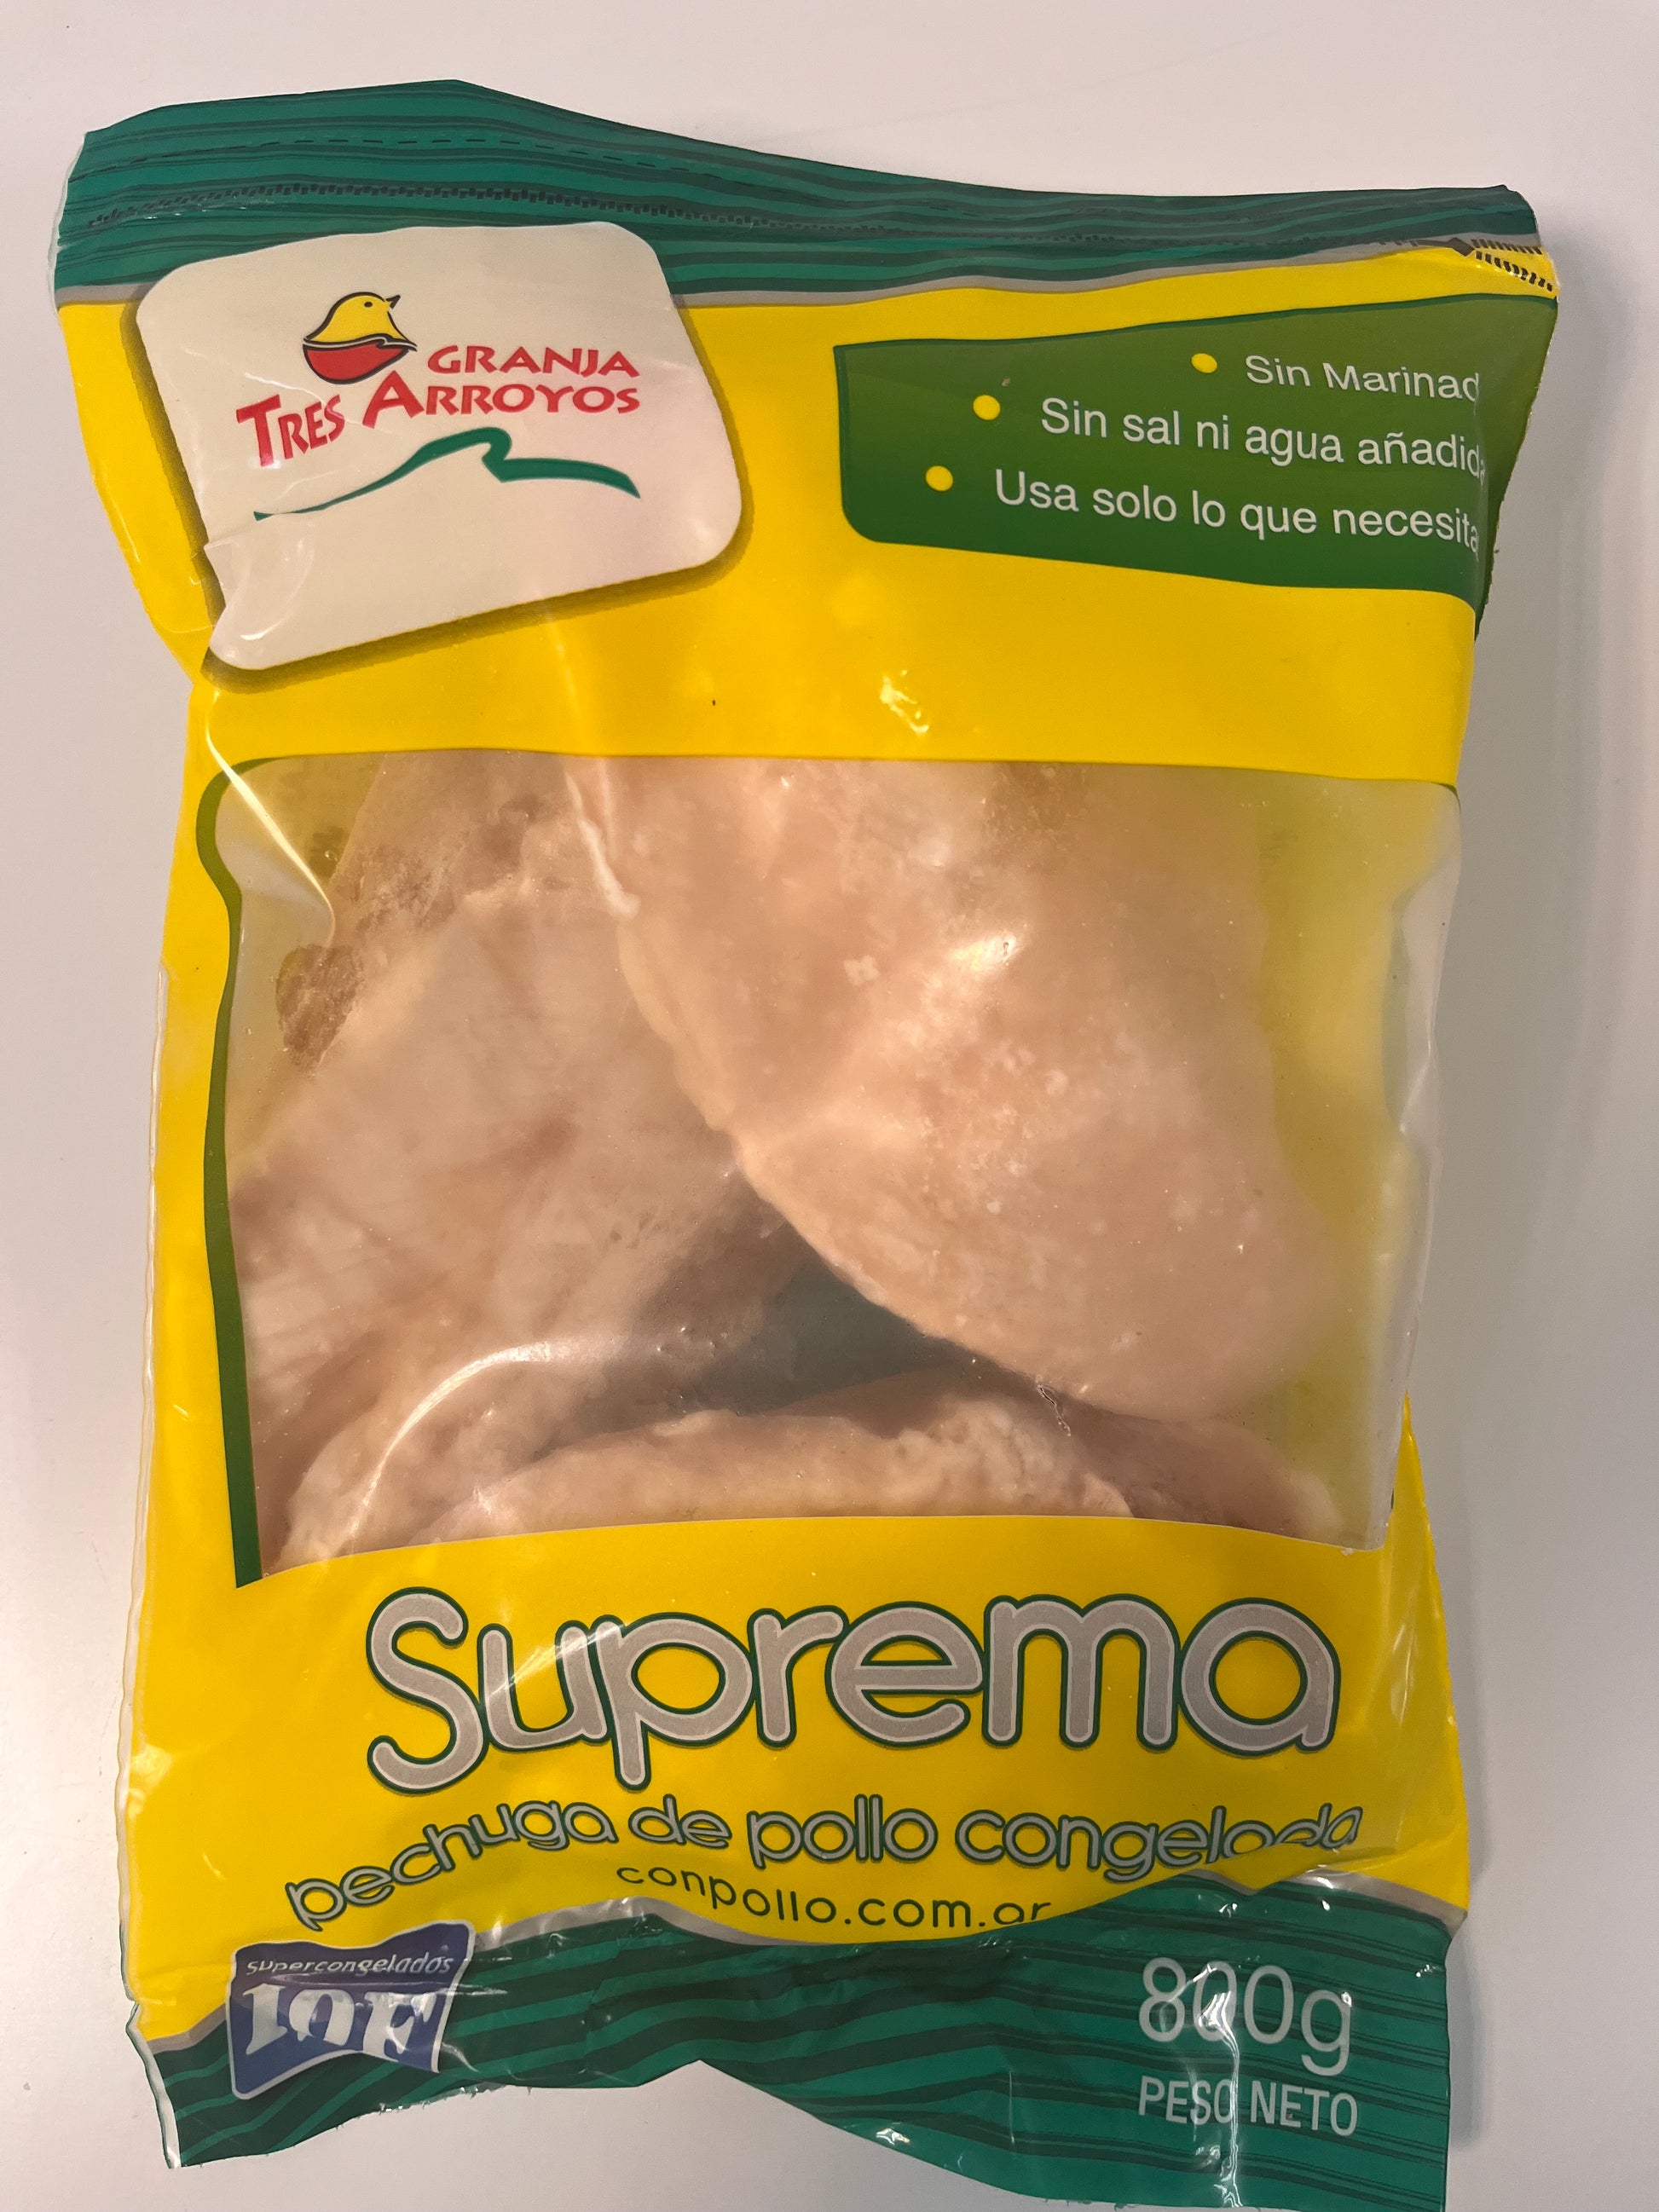 GRANJA
TRES ARROYOS
• Sin Marinad
• Sin sal ni agua añadida
• Usa solo lo que necesita
Suprema
pechuga de pollo congelada
conpollo.com.ar
supercongelados
IQF
800g
PESO NETO